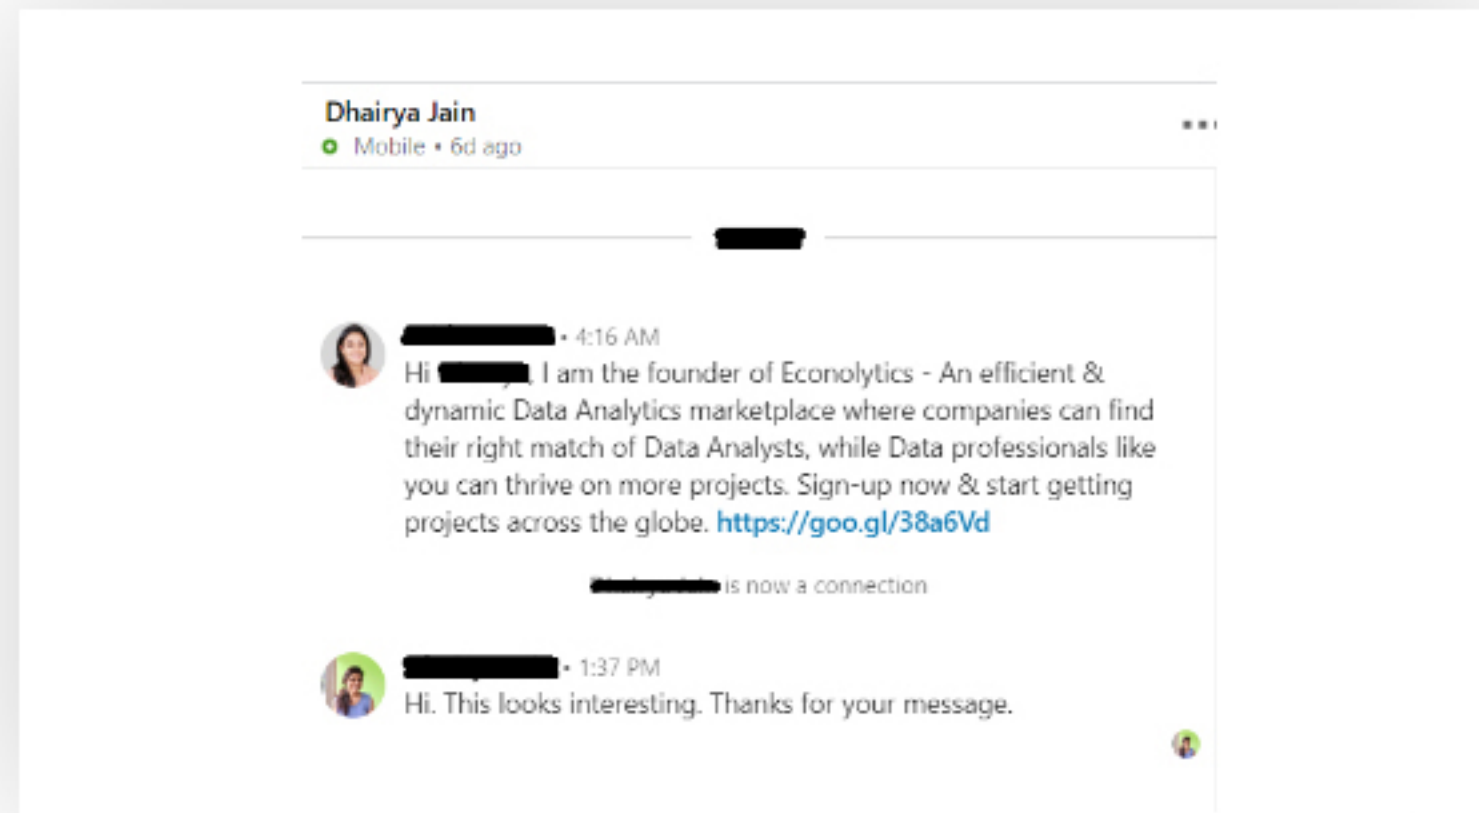 Dhairya Jain
Mobile • 6d ago
• 4:16 AM
Hi , I am the founder of Econolytics - An efficient &
dynamic Data Analytics marketplace where companies can find
their right match of Data Analysts, while Data professionals like
you can thrive on more projects. Sign-up now & start getting
projects across the globe. https://goo.gl/38a6Vd
is now a connection
• 1:37 PM
Hi. This looks interesting. Thanks for your message.